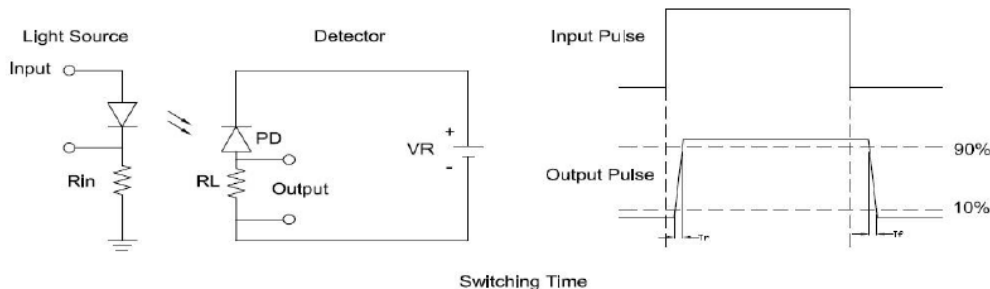 Light Source
Input
Rin
Detector
PD
RL
Output
VR
+
-
Input Pulse
Output Pulse
90%
10%
Tr
Tf
Switching Time